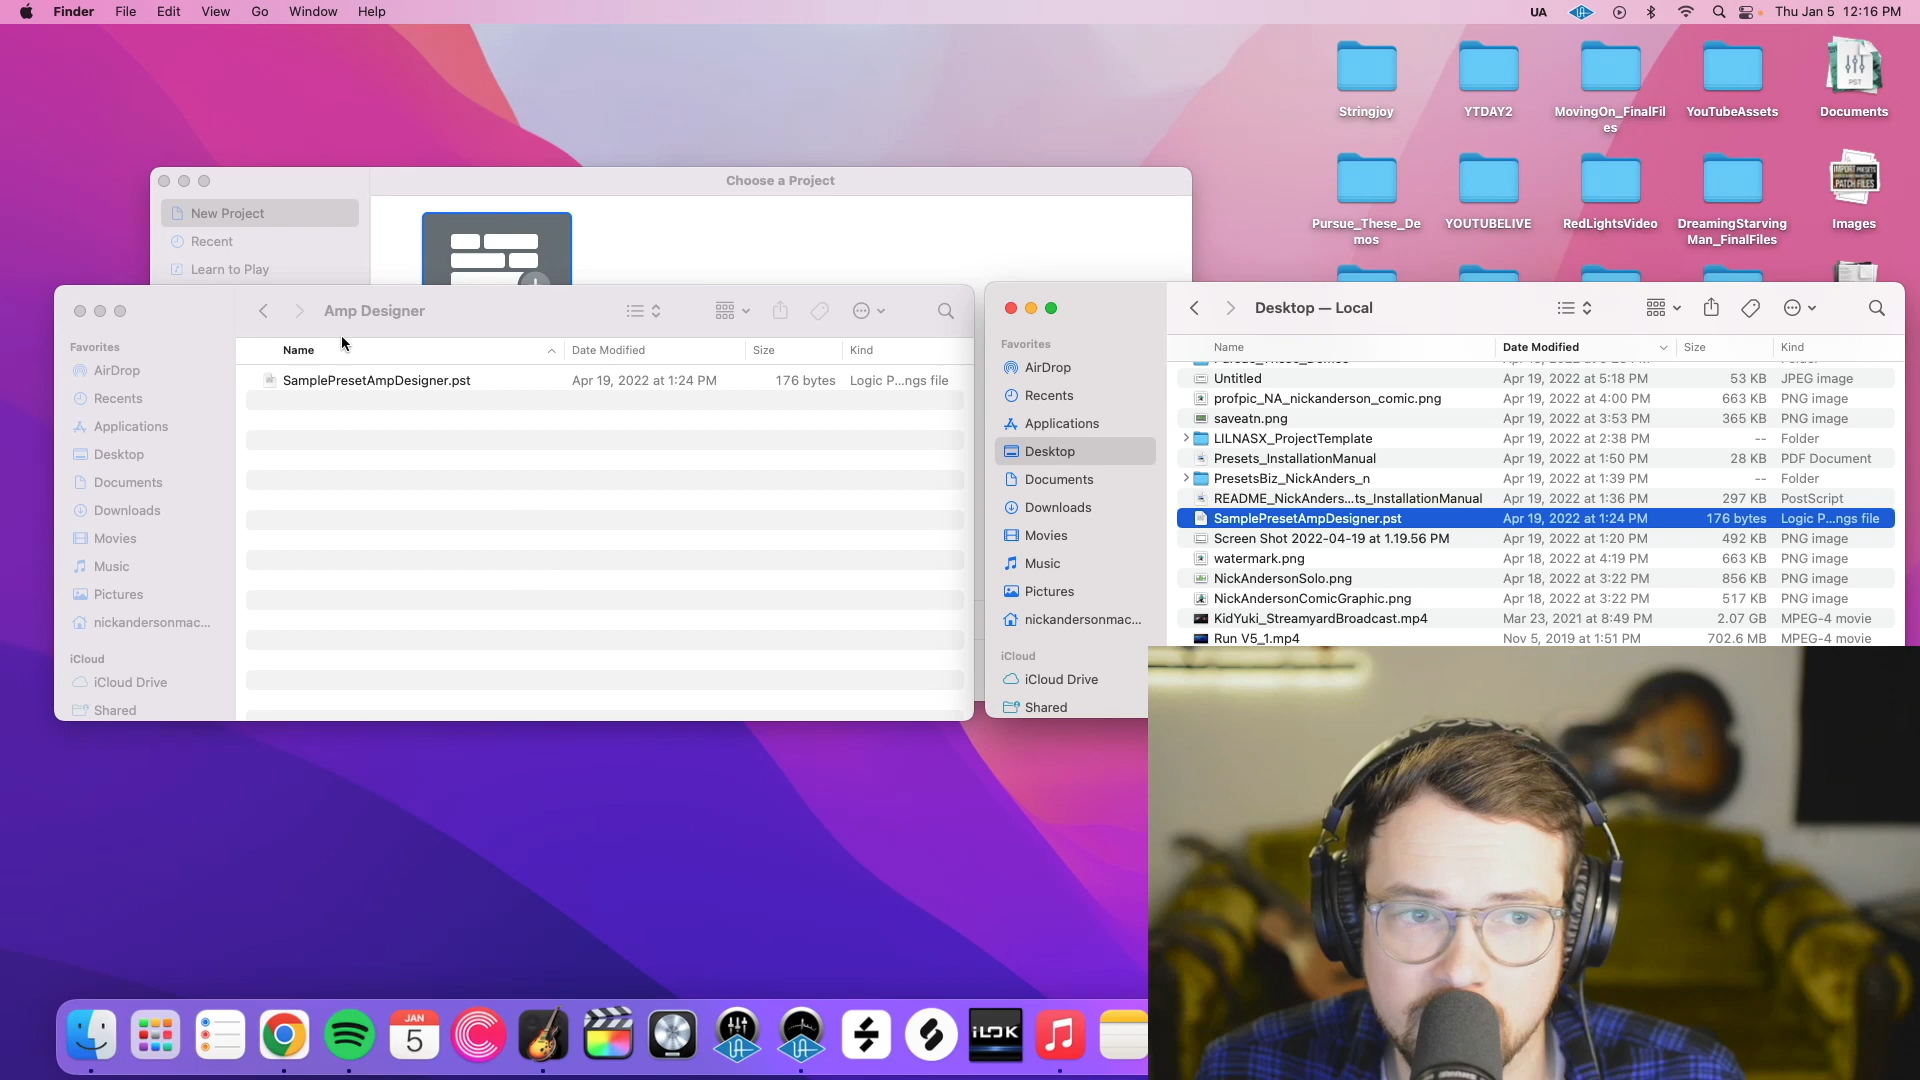 Finder File Edit View Go Window Help
UA Thu Jan 5 12:16 PM
Stringjoy
YTDAY2
MovingOn_FinalFil
es
YouTubeAssets
PST
Documents
Pursue_These_De
mos
YOUTUBELIVE
RedLightsVideo
DreamingStarving
Man_FinalFiles
IMPORT PRESETS
PATCH FILES
Images
Choose a Project
New Project
Recent
Learn to Play
Amp Designer
Favorites
AirDrop
Recents
Applications
Desktop
Documents
Downloads
Movies
Music
Pictures
nickandersonmac...
iCloud
iCloud Drive
Shared
Name Date Modified Size Kind
SamplePresetAmpDesigner.pst Apr 19, 2022 at 1:24 PM 176 bytes Logic P...ngs file
Desktop — Local
Favorites
AirDrop
Recents
Applications
Desktop
Documents
Downloads
Movies
Music
Pictures
nickandersonmac...
iCloud
iCloud Drive
Shared
Name Date Modified Size Kind
Untitled Apr 19, 2022 at 5:18 PM 53 KB JPEG image
profpic_NA_nickanderson_comic.png Apr 19, 2022 at 4:00 PM 663 KB PNG image
saveatn.png Apr 19, 2022 at 3:53 PM 365 KB PNG image
LILNASX_ProjectTemplate Apr 19, 2022 at 2:38 PM -- Folder
Presets_InstallationManual Apr 19, 2022 at 1:50 PM 28 KB PDF Document
PresetsBiz_NickAnders_n Apr 19, 2022 at 1:39 PM -- Folder
README_NickAnders...ts_InstallationManual Apr 19, 2022 at 1:36 PM 297 KB PostScript
SamplePresetAmpDesigner.pst Apr 19, 2022 at 1:24 PM 176 bytes Logic P...ngs file
Screen Shot 2022-04-19 at 1.19.56 PM Apr 19, 2022 at 1:20 PM 492 KB PNG image
watermark.png Apr 18, 2022 at 4:19 PM 663 KB PNG image
NickAndersonSolo.png Apr 18, 2022 at 3:22 PM 856 KB PNG image
NickAndersonComicGraphic.png Apr 18, 2022 at 3:22 PM 517 KB PNG image
KidYuki_StreamyardBroadcast.mp4 Mar 23, 2021 at 8:49 PM 2.07 GB MPEG-4 movie
Run V5_1.mp4 Nov 5, 2019 at 1:51 PM 702.6 MB MPEG-4 movie
JAN
5
iLOK